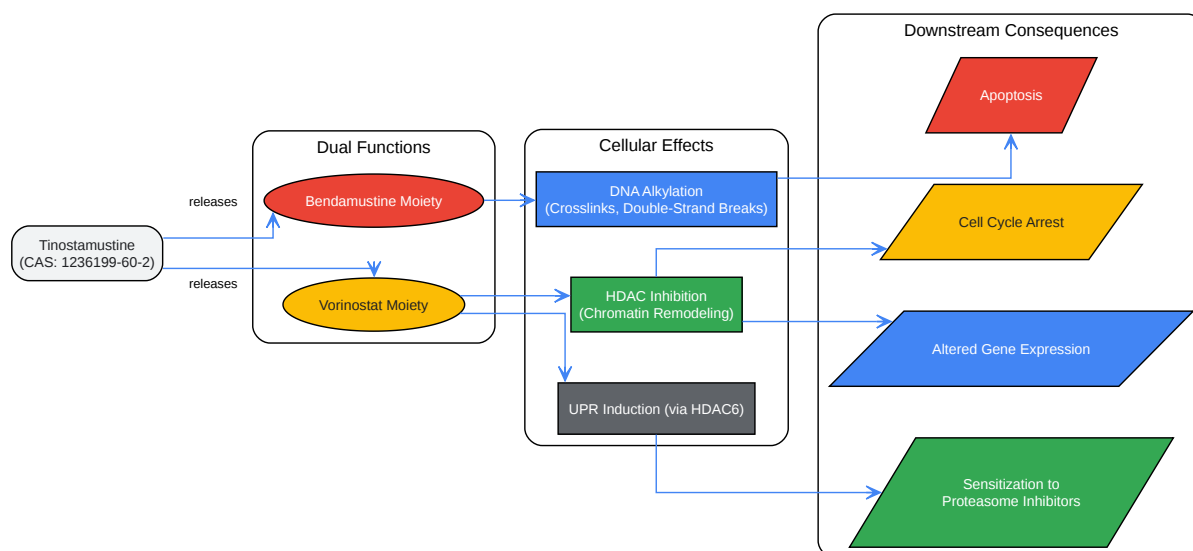 Downstream Consequences
Apoptosis
Dual Functions
Cellular Effects
DNA Alkylation
(Crosslinks, Double-Strand Breaks)
releases
Bendamustine Moiety
Cell Cycle Arrest
Tinostamustine
(CAS: 1236199-60-2)
releases
Vorinostat Moiety
HDAC Inhibition
(Chromatin Remodeling)
Altered Gene Expression
UPR Induction (via HDAC6)
Sensitization to
Proteasome Inhibitors